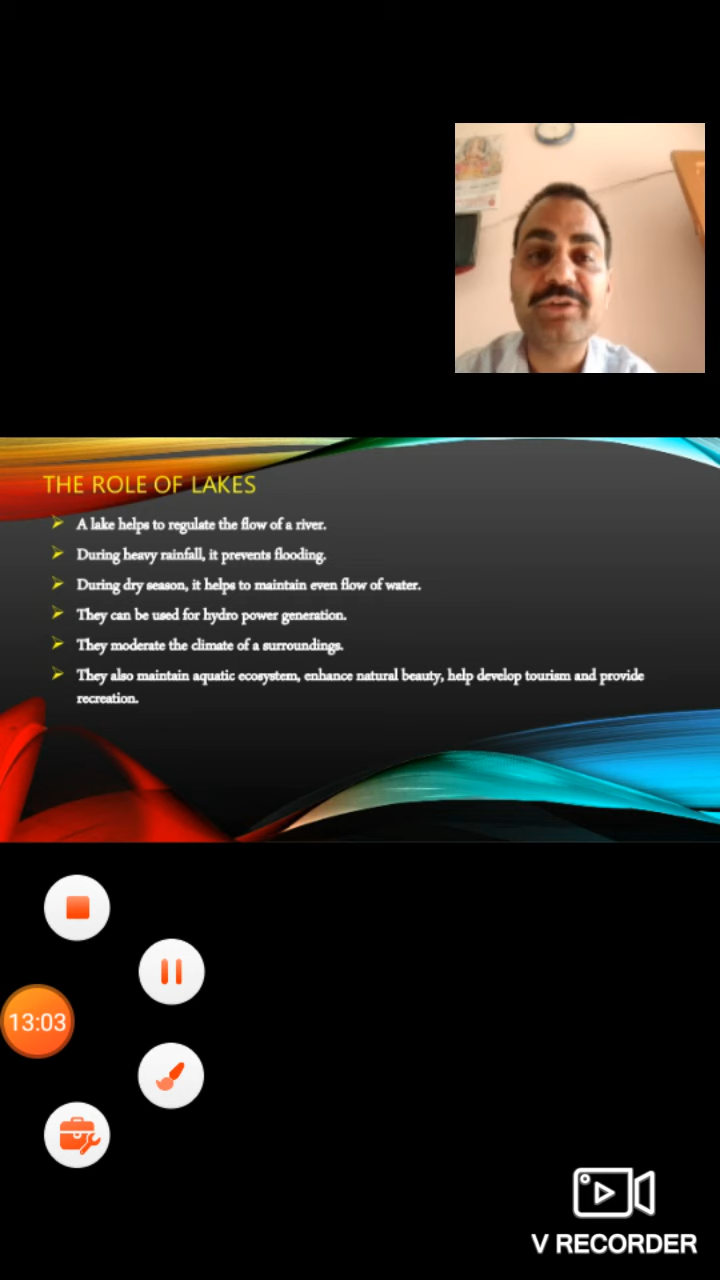 THE ROLE OF LAKES
A lake helps to regulate the flow of a river.
During heavy rainfall, it prevents flooding.
During dry season, it helps to maintain even flow of water.
They can be used for hydro power generation.
They moderate the climate of a surroundings.
They also maintain aquatic ecosystem, enhance natural beauty, help develop tourism and provide
recreation.
13:03
V RECORDER